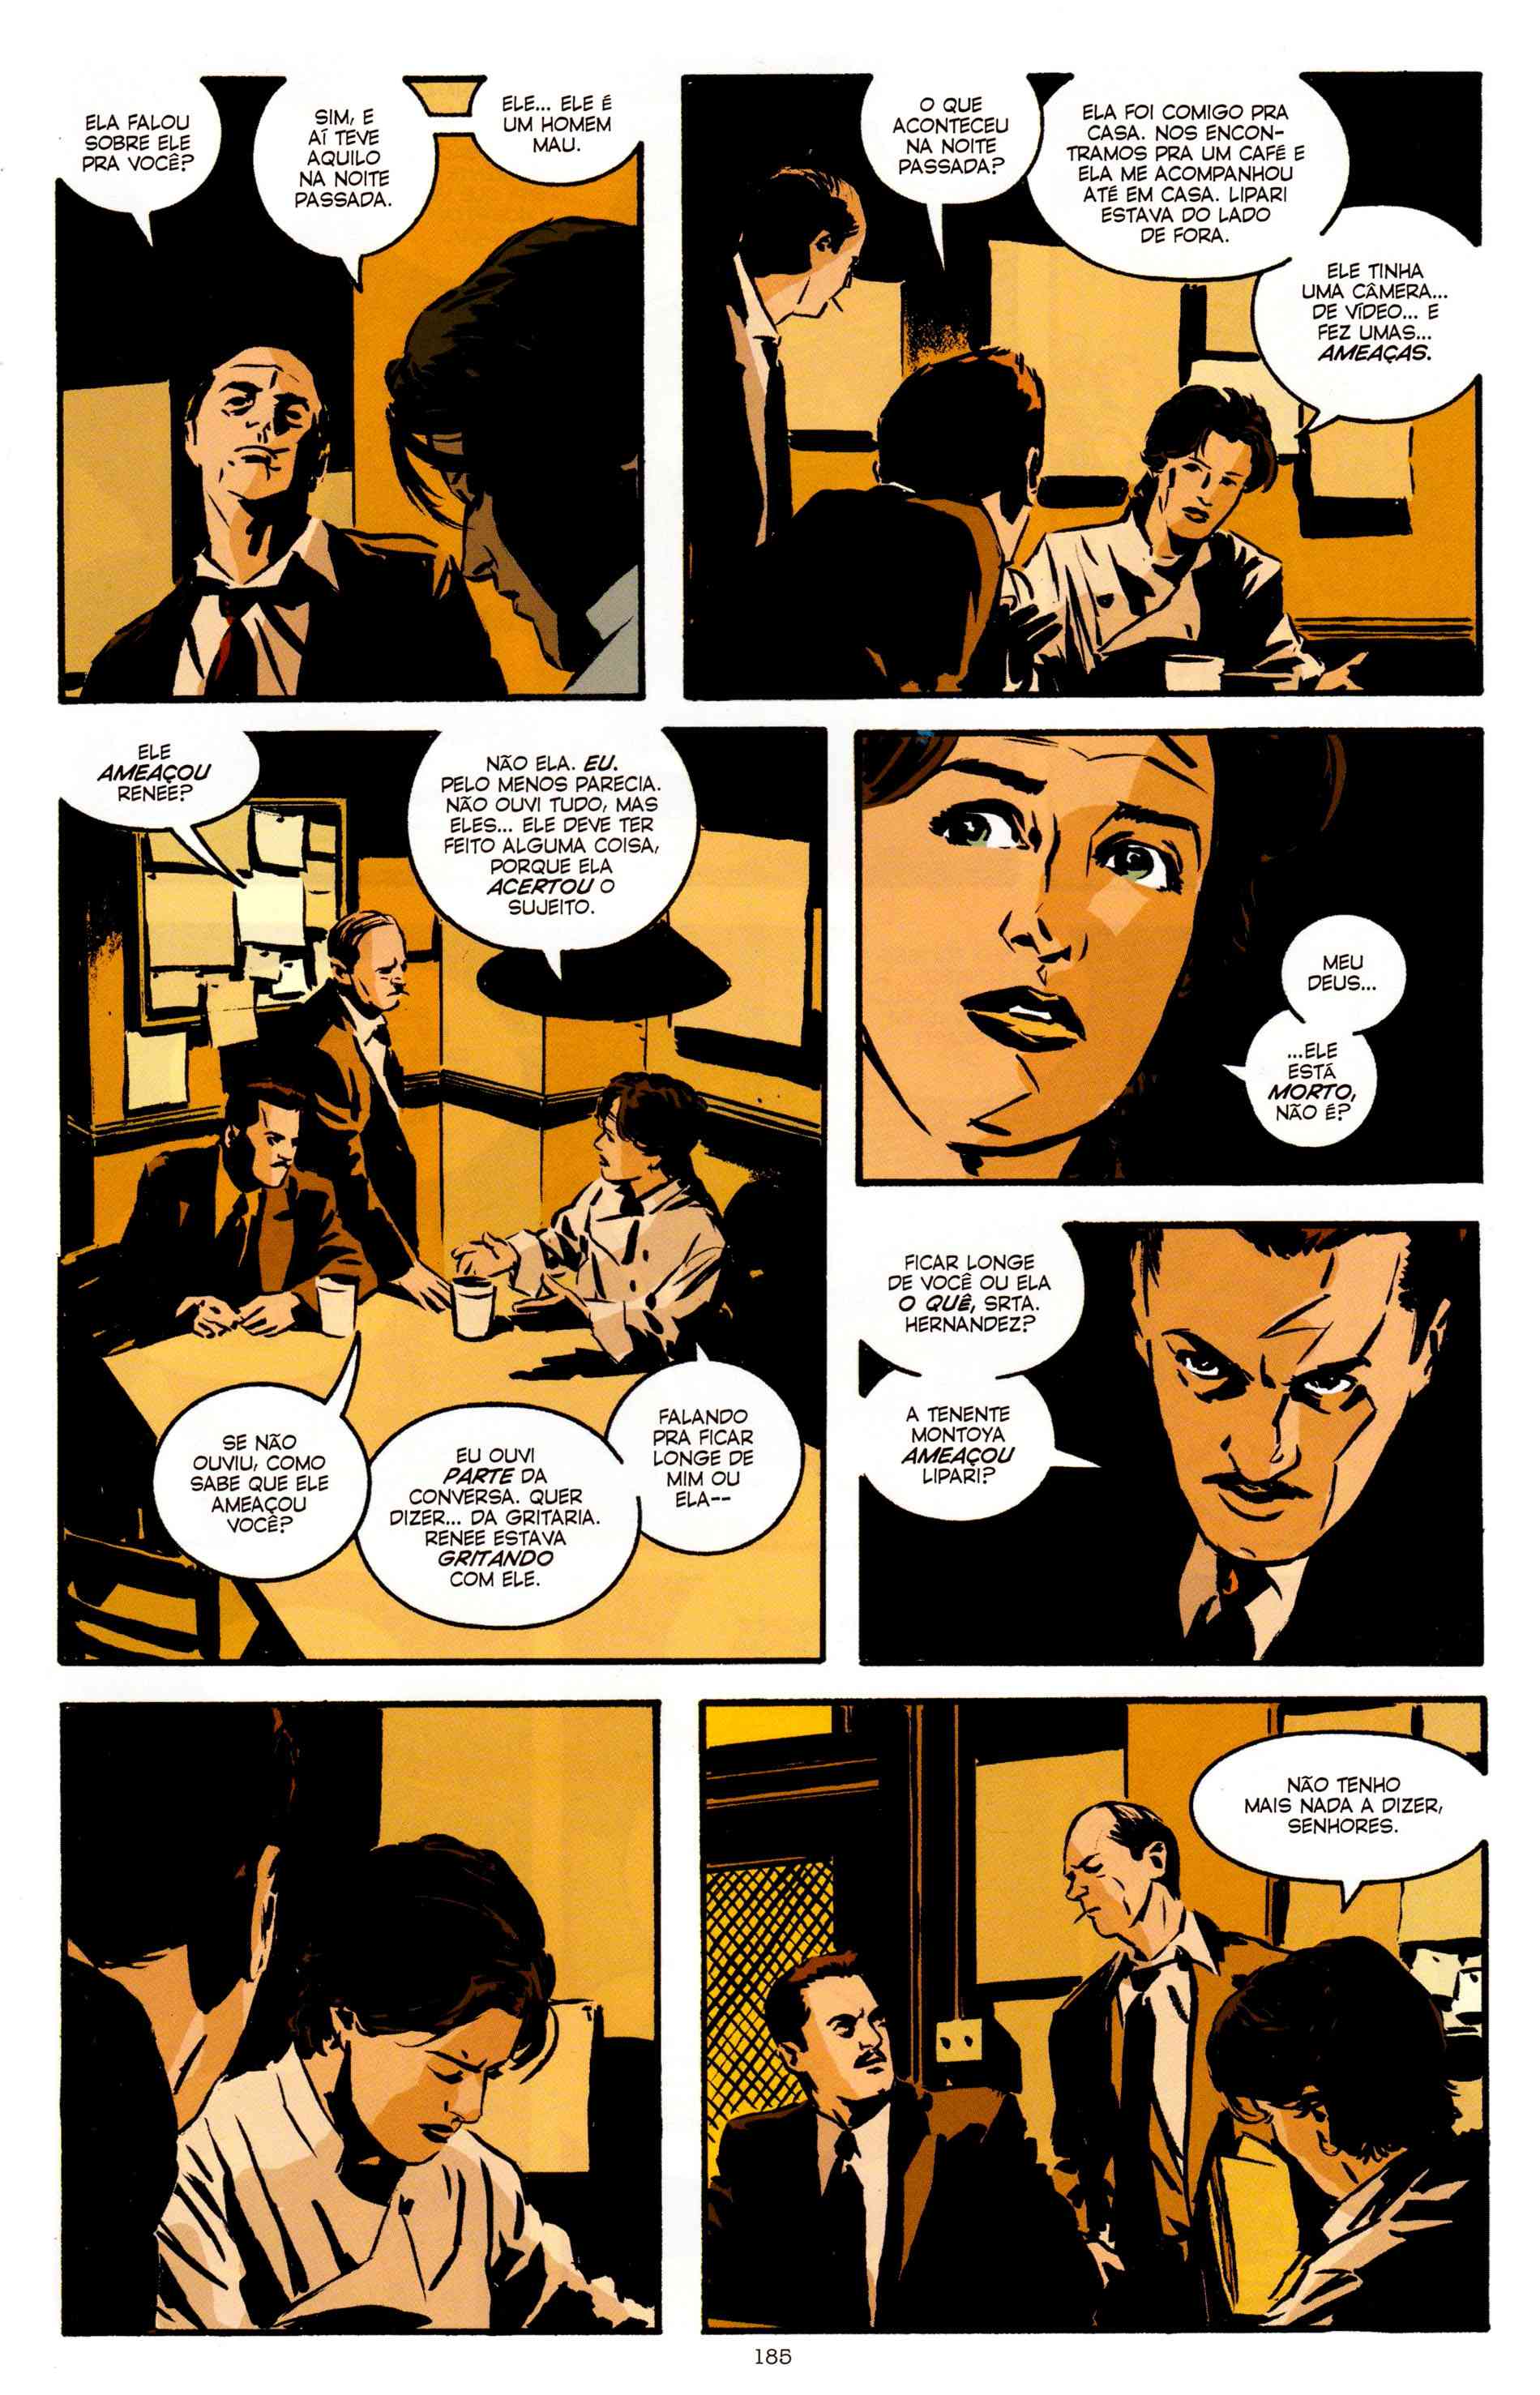 ELA FALOU
SOBRE ELE
PRA VOCÊ?
SIM, E
AÍ TEVE
AQUILO
NA NOITE
PASSADA.
ELE... ELE É
UM HOMEM
MAU.
O QUE
ACONTECEU
NA NOITE
PASSADA?
ELA FOI COMIGO PRA
CASA. NOS ENCON-
TRAMOS PRA UM CAFÉ E
ELA ME ACOMPANHOU
ATÉ EM CASA. LIPARI
ESTAVA DO LADO
DE FORA.
ELE TINHA
UMA CÂMERA...
DE VÍDEO... E
FEZ UMAS...
AMEAÇAS.
ELE
AMEAÇOU
RENEE?
NÃO ELA. EU.
PELO MENOS PARECIA.
NÃO OUVI TUDO, MAS
ELES... ELE DEVE TER
FEITO ALGUMA COISA,
PORQUE ELA
ACERTOU O
SUJEITO.
SE NÃO
OUVIU, COMO
SABE QUE ELE
AMEAÇOU
VOCÊ?
EU OUVI
PARTE DA
CONVERSA. QUER
DIZER... DA GRITARIA.
RENEE ESTAVA
GRITANDO
COM ELE.
FALANDO
PRA FICAR
LONGE DE
MIM OU
ELA--
MEU
DEUS...
...ELE
ESTÁ
MORTO,
NÃO É?
FICAR LONGE
DE VOCÊ OU ELA
O QUÊ, SRTA.
HERNANDEZ?
A TENENTE
MONTOYA
AMEAÇOU
LIPARI?
NÃO TENHO
MAIS NADA A DIZER,
SENHORES.
185